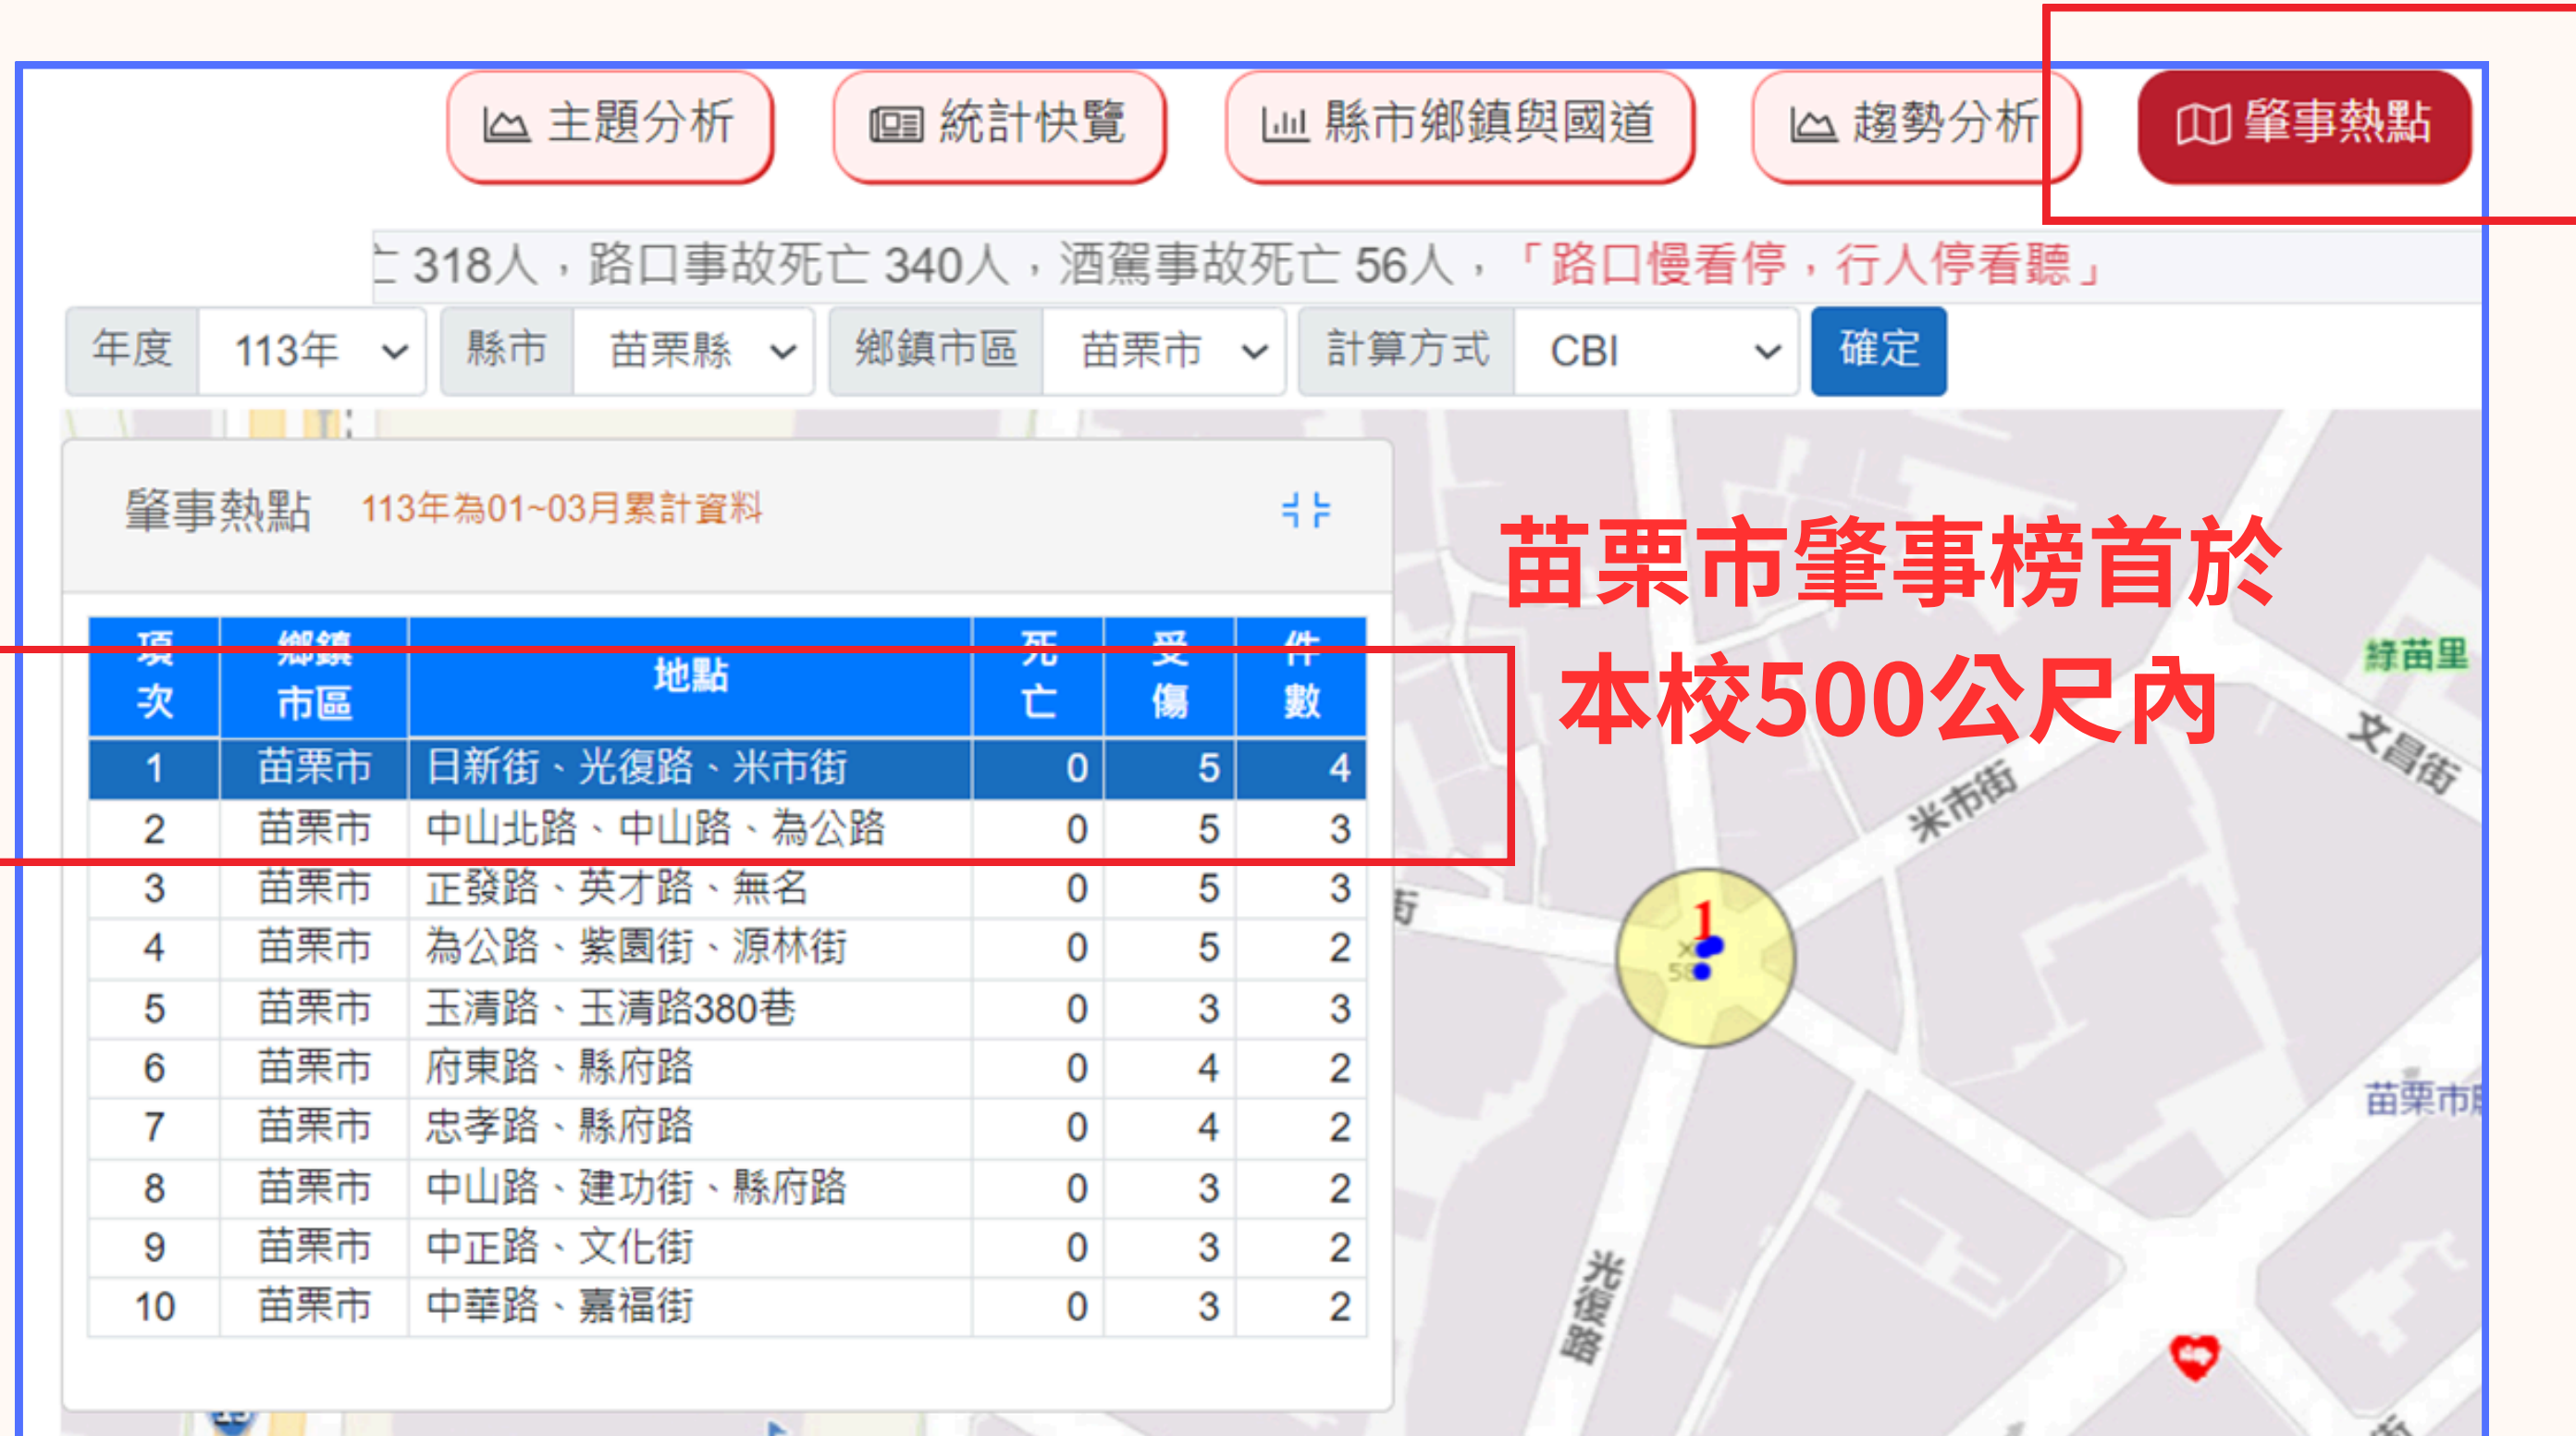 主題分析 統計快覽 縣市鄉鎮與國道 趨勢分析 肇事熱點
亡 318人，路口事故死亡 340人，酒駕事故死亡 56人，「路口慢看停，行人停看聽」
年度 113年 縣市 苗栗縣 鄉鎮市區 苗栗市 計算方式 CBI 確定
肇事熱點 113年為01~03月累計資料
項次 鄉鎮市區 地點 死亡 受傷 件數
1 苗栗市 日新街、光復路、米市街 0 5 4
2 苗栗市 中山北路、中山路、為公路 0 5 3
3 苗栗市 正發路、英才路、無名 0 5 3
4 苗栗市 為公路、紫園街、源林街 0 5 2
5 苗栗市 玉清路、玉清路380巷 0 3 3
6 苗栗市 府東路、縣府路 0 4 2
7 苗栗市 忠孝路、縣府路 0 4 2
8 苗栗市 中山路、建功街、縣府路 0 3 2
9 苗栗市 中正路、文化街 0 3 2
10 苗栗市 中華路、嘉福街 0 3 2
苗栗市肇事榜首於
本校500公尺內
綠苗里
文昌街
米市街
街
1
58
苗栗市
光復路
街